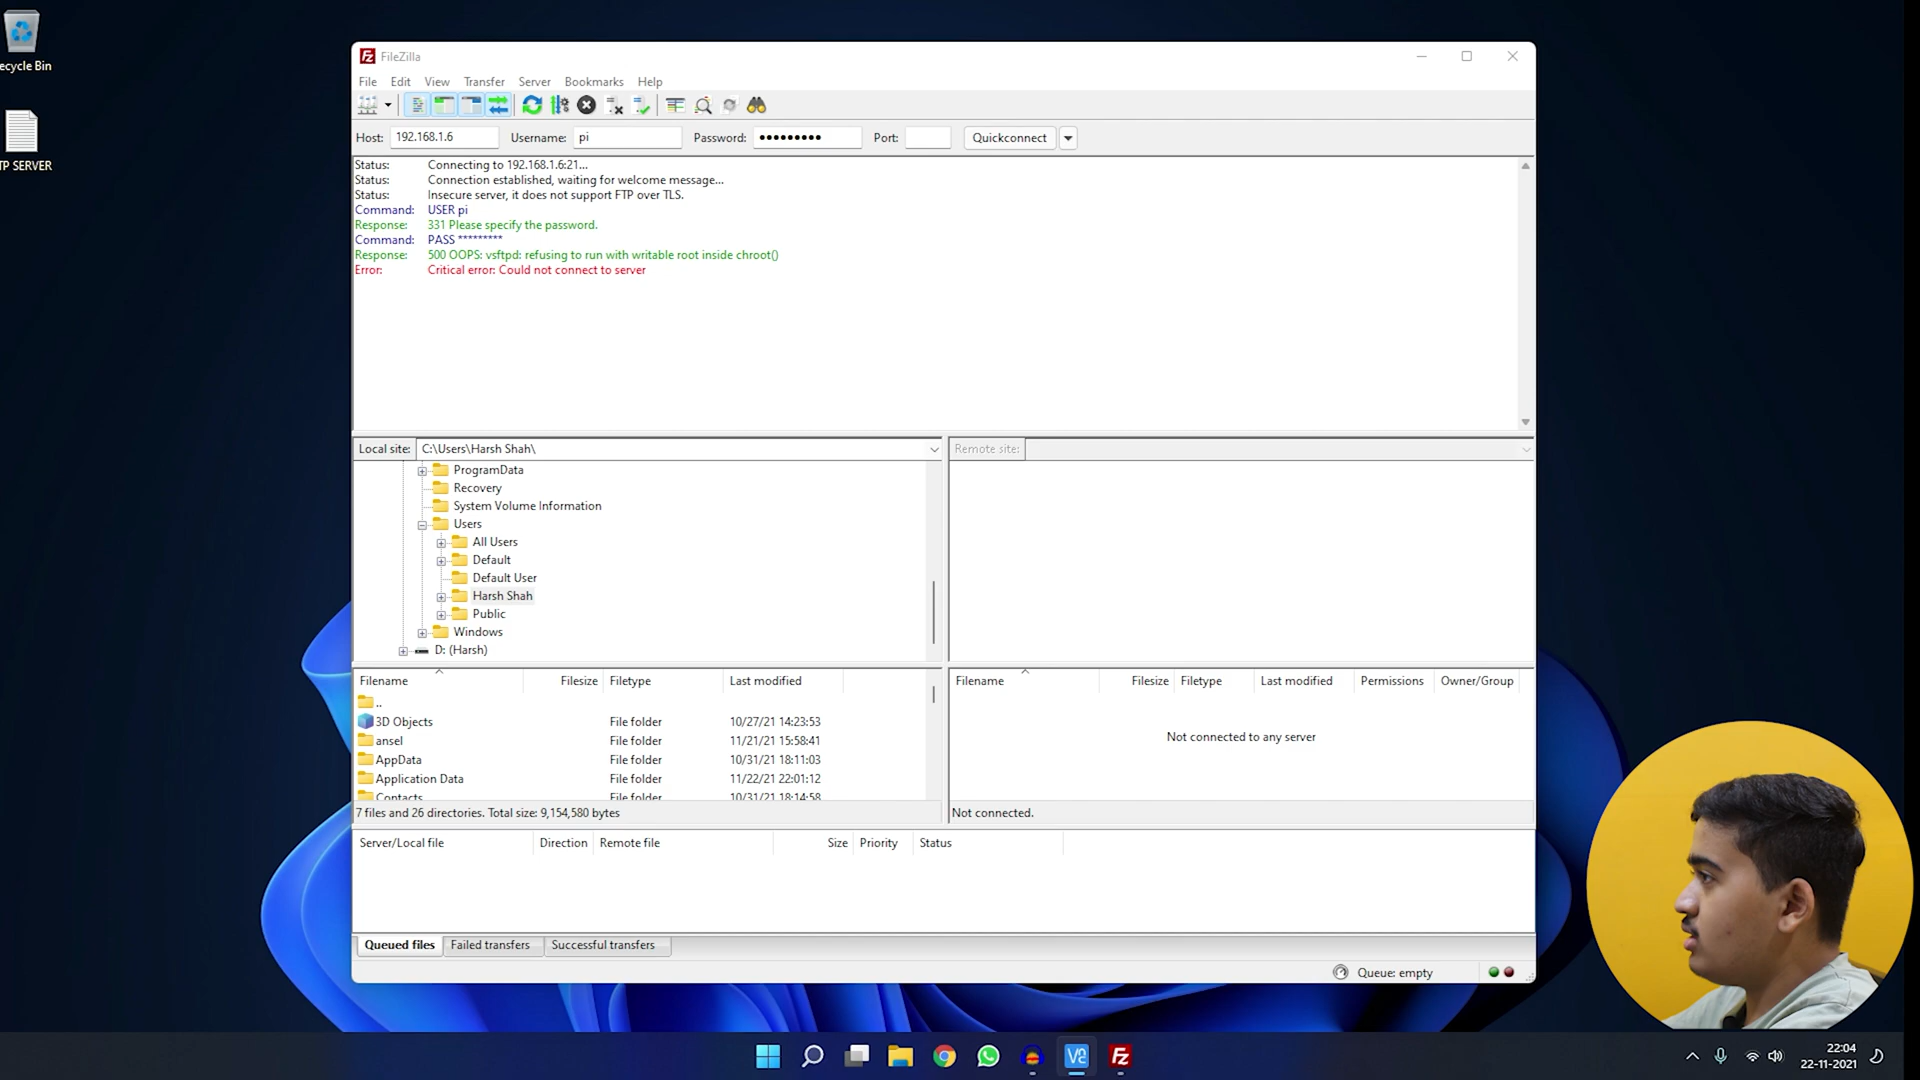 ecycle Bin
TP SERVER
FileZilla
File Edit View Transfer Server Bookmarks Help
Host: 192.168.1.6 Username: pi Password: ●●●●●●●●● Port: Quickconnect
Status: Connecting to 192.168.1.6:21...
Status: Connection established, waiting for welcome message...
Status: Insecure server, it does not support FTP over TLS.
Command: USER pi
Response: 331 Please specify the password.
Command: PASS *********
Response: 500 OOPS: vsftpd: refusing to run with writable root inside chroot()
Error: Critical error: Could not connect to server
Local site: C:\Users\Harsh Shah\
Remote site:
ProgramData
Recovery
System Volume Information
Users
All Users
Default
Default User
Harsh Shah
Public
Windows
D: (Harsh)
Filename Filesize Filetype Last modified
..
3D Objects File folder 10/27/21 14:23:53
ansel File folder 11/21/21 15:58:41
AppData File folder 10/31/21 18:11:03
Application Data File folder 11/22/21 22:01:12
Contacts File folder 10/31/21 18:14:58
7 files and 26 directories. Total size: 9,154,580 bytes
Filename Filesize Filetype Last modified Permissions Owner/Group
Not connected to any server
Not connected.
Server/Local file Direction Remote file Size Priority Status
Queued files Failed transfers Successful transfers
Queue: empty
22:04
22-11-2021